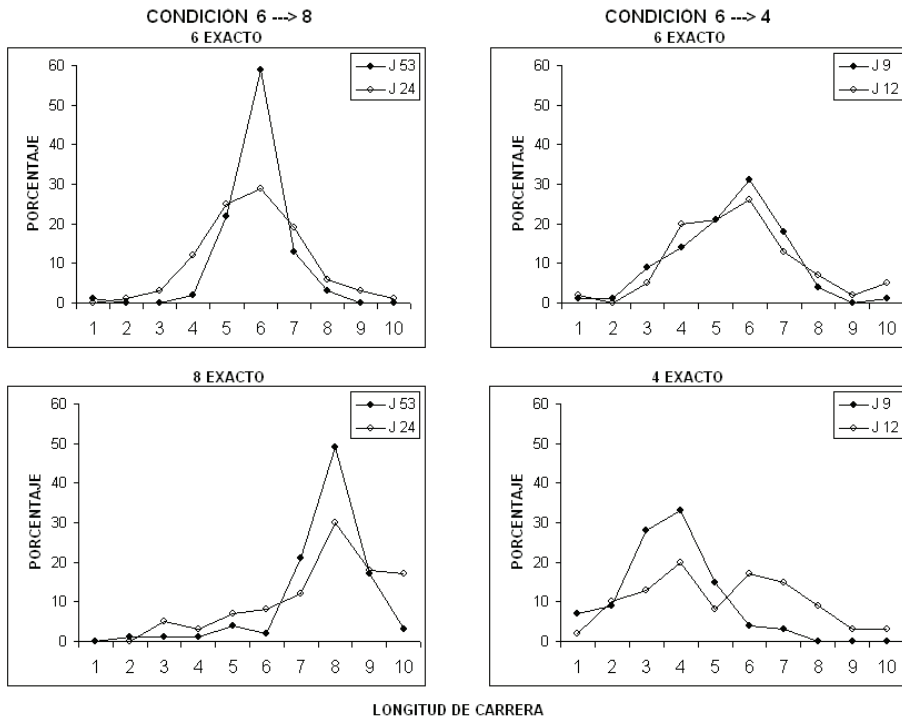 CONDICION 6 ---> 8
6 EXACTO
PORCENTAJE
60
50
40
30
20
10
0
J 53
J 24
1 2 3 4 5 6 7 8 9 10
CONDICION 6 ---> 4
6 EXACTO
PORCENTAJE
60
50
40
30
20
10
0
J 9
J 12
1 2 3 4 5 6 7 8 9 10
8 EXACTO
PORCENTAJE
60
50
40
30
20
10
0
J 53
J 24
1 2 3 4 5 6 7 8 9 10
4 EXACTO
PORCENTAJE
60
50
40
30
20
10
0
J 9
J 12
1 2 3 4 5 6 7 8 9 10
LONGITUD DE CARRERA